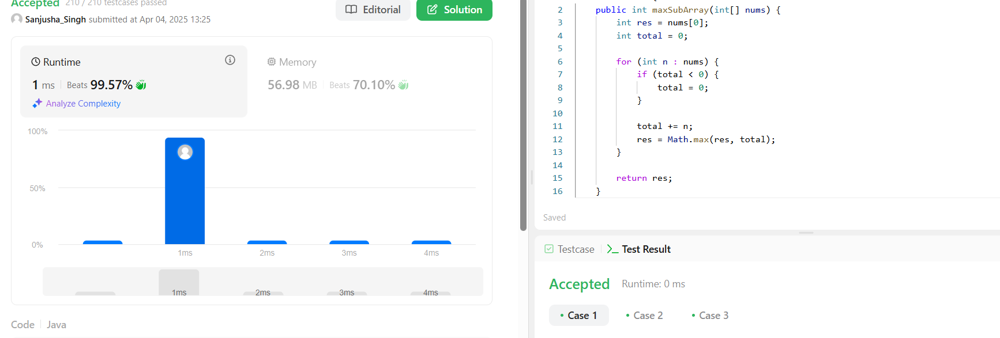 Accepted 210 / 210 testcases passed
Sanjusha_Singh submitted at Apr 04, 2025 13:25
Editorial
Solution
Runtime
1 ms Beats 99.57%
Analyze Complexity
Memory
56.98 MB Beats 70.10%
100%
50%
0%
1ms 2ms 3ms 4ms
1ms 2ms 3ms 4ms
Code Java
2 public int maxSubArray(int[] nums) {
3 int res = nums[0];
4 int total = 0;
5
6 for (int n : nums) {
7 if (total < 0) {
8 total = 0;
9 }
10
11 total += n;
12 res = Math.max(res, total);
13 }
14
15 return res;
16 }
Saved
Testcase Test Result
Accepted Runtime: 0 ms
Case 1 Case 2 Case 3